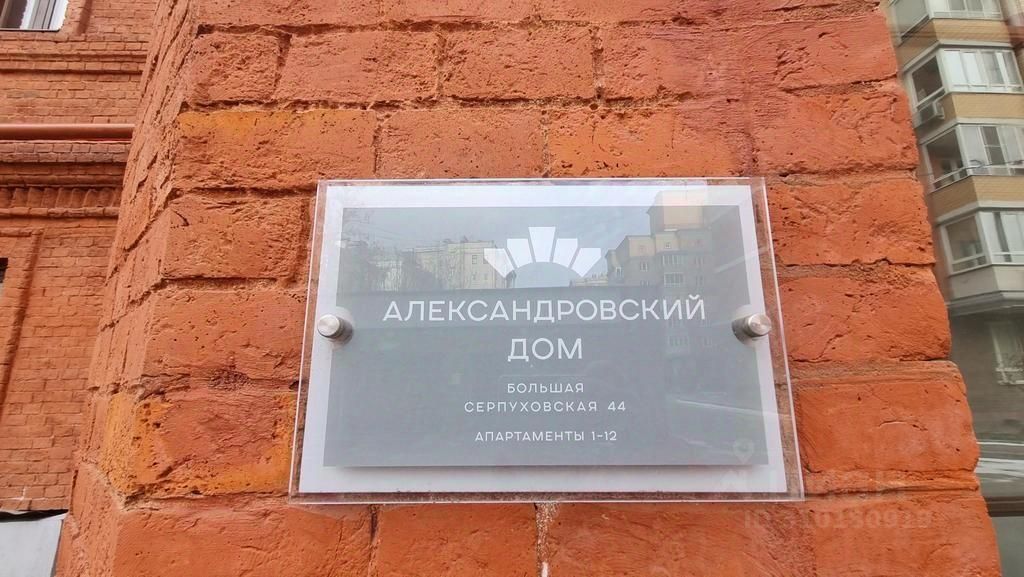 АЛЕКСАНДРОВСКИЙ
ДОМ
БОЛЬШАЯ
СЕРПУХОВСКАЯ 44
АПАРТАМЕНТЫ 1-12